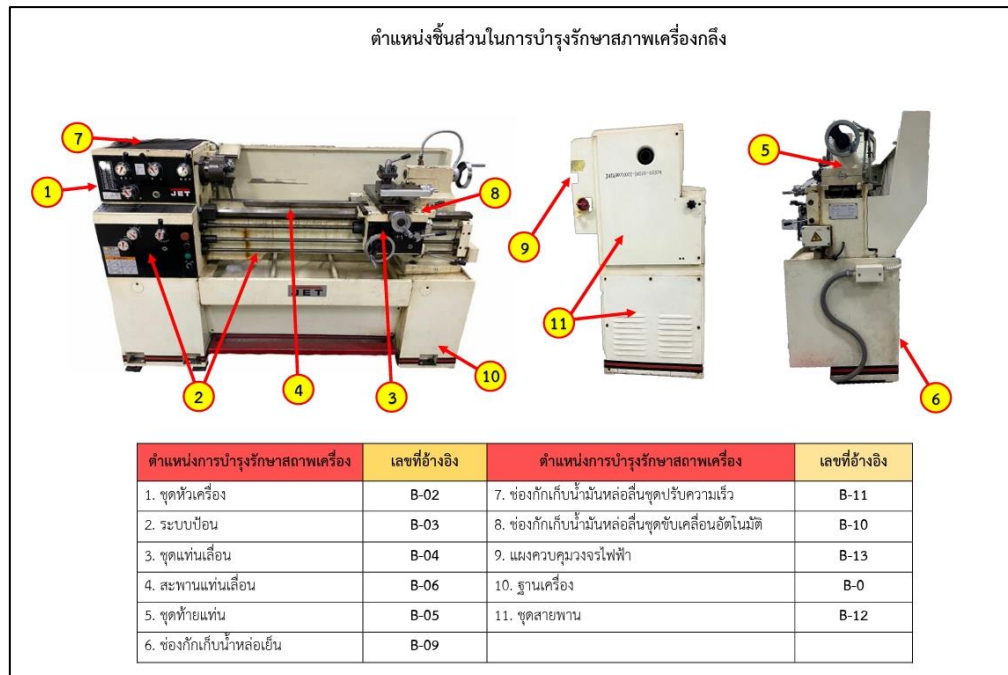 ตำแหน่งชิ้นส่วนในการบำรุงรักษาสภาพเครื่องกลึง
7
1
JET
5
8
9
JET
11
10
2
4
3
6
ตำแหน่งการบำรุงรักษาสถาพเครื่อง เลขที่อ้างอิง ตำแหน่งการบำรุงรักษาสถาพเครื่อง เลขที่อ้างอิง
1. ชุดหัวเครื่อง B-02 7. ช่องกักเก็บน้ำมันหล่อลื่นชุดปรับความเร็ว B-11
2. ระบบป้อน B-03 8. ช่องกักเก็บน้ำมันหล่อลื่นชุดขับเคลื่อนอัตโนมัติ B-10
3. ชุดแท่นเลื่อน B-04 9. แผงควบคุมวงจรไฟฟ้า B-13
4. สะพานแท่นเลื่อน B-06 10. ฐานเครื่อง B-0
5. ชุดท้ายแท่น B-05 11. ชุดสายพาน B-12
6. ช่องกักเก็บน้ำหล่อเย็น B-09